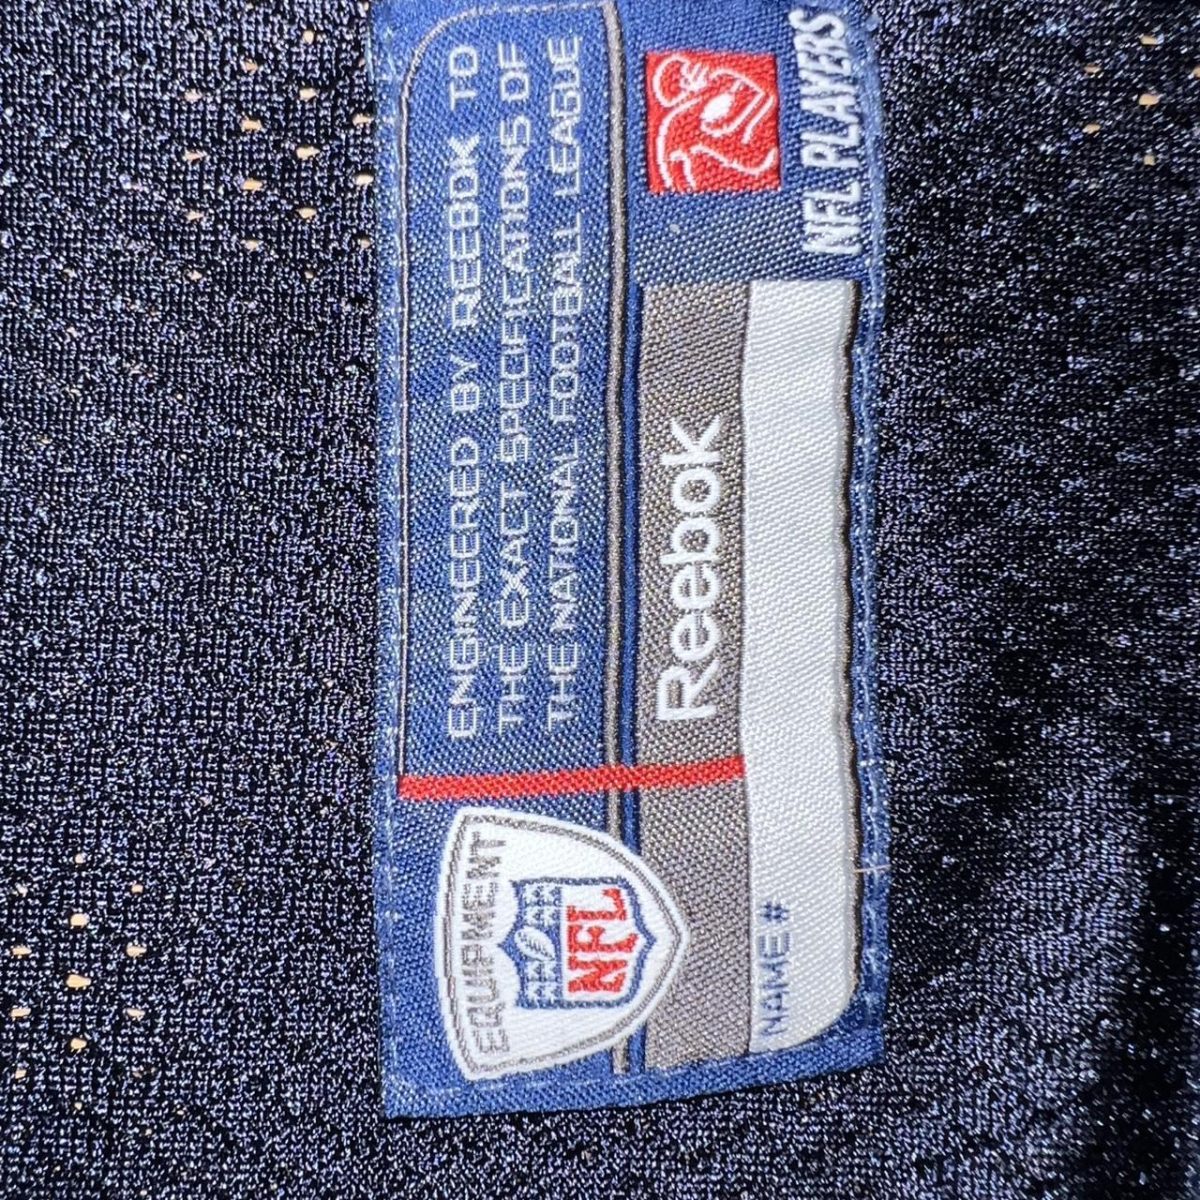 ENGINEERED BY REEBOK TO
THE EXACT SPECIFICATIONS OF
THE NATIONAL FOOTBALL LEAGUE
EQUIPMENT
NFL
Reebok
NFL PLAYERS
NAME #